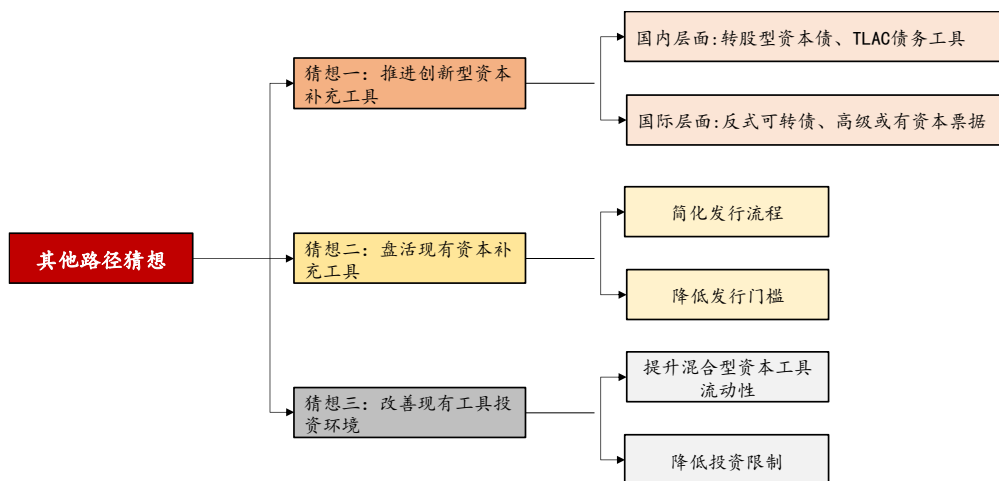 其他路径猜想
猜想一：推进创新型资本
补充工具
国内层面:转股型资本债、TLAC债务工具
国际层面:反式可转债、高级或有资本票据
猜想二：盘活现有资本补
充工具
简化发行流程
降低发行门槛
猜想三：改善现有工具投
资环境
提升混合型资本工具
流动性
降低投资限制